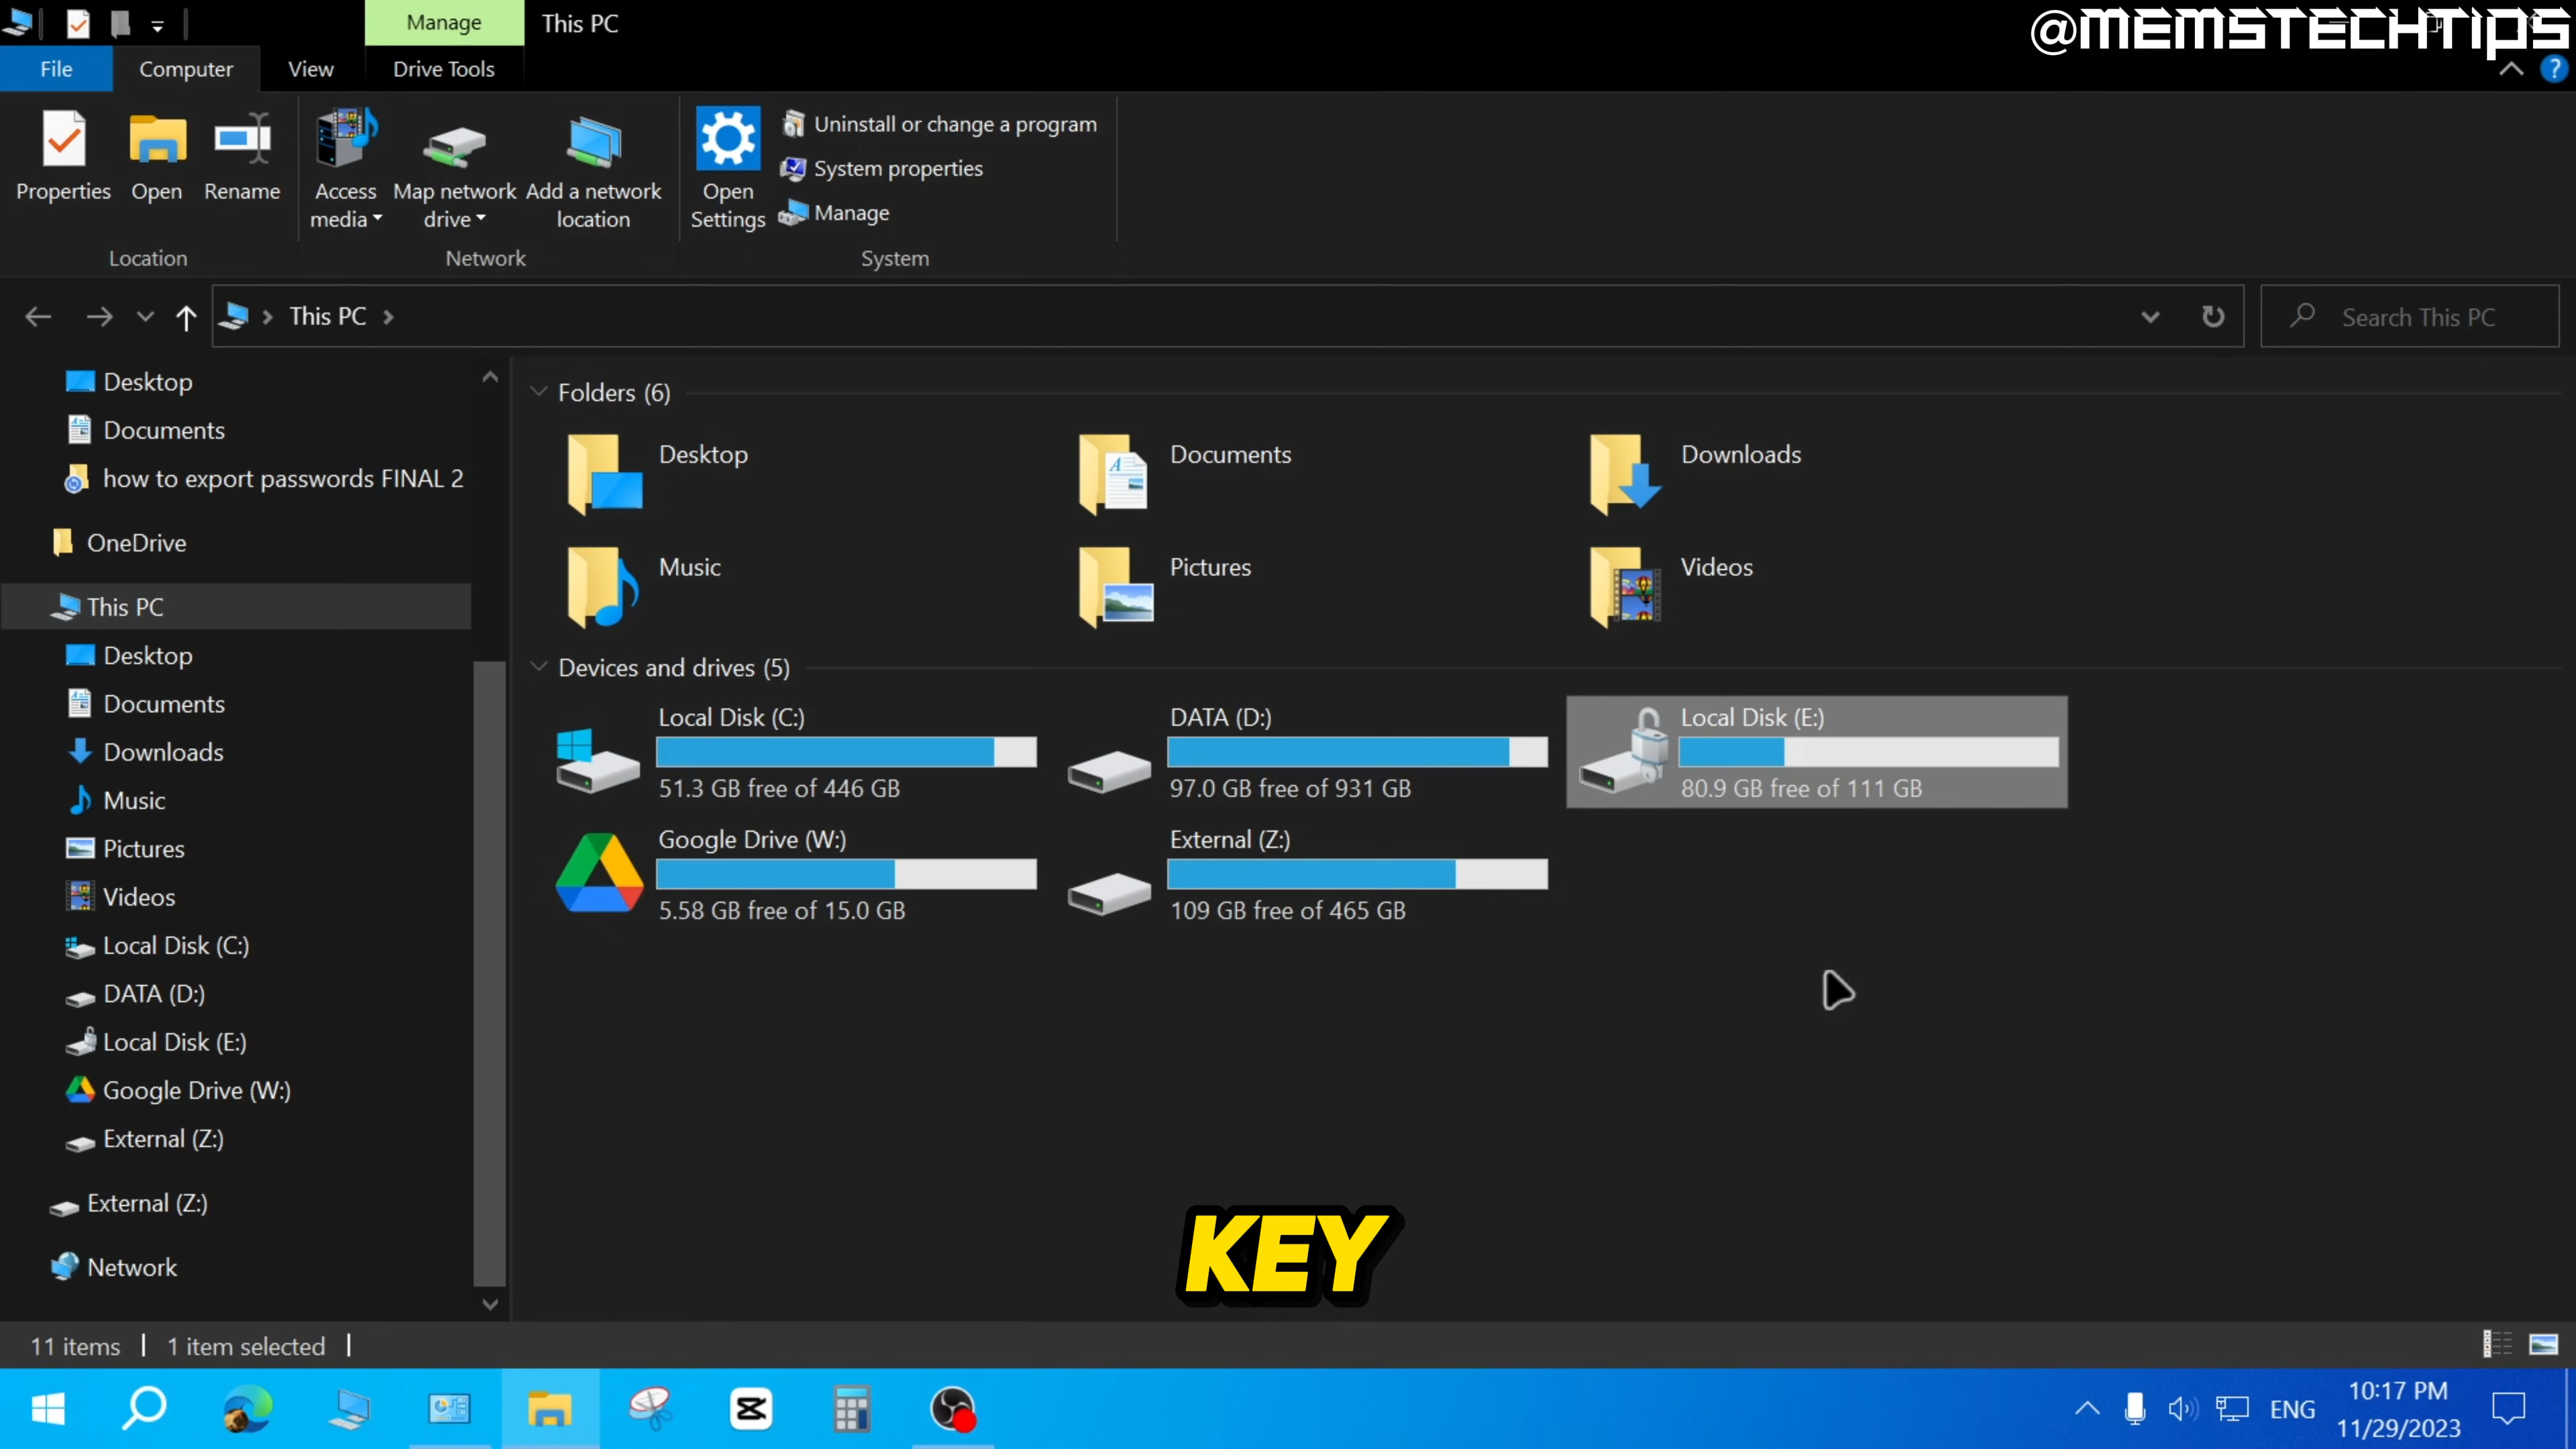 Manage
This PC
@MEMSTECHTIPS
File
Computer
View
Drive Tools
?
Properties
Open
Rename
Access media
Map network drive
Add a network location
Open Settings
Uninstall or change a program
System properties
Manage
Location
Network
System
This PC
Search This PC
Desktop
Documents
how to export passwords FINAL 2
OneDrive
This PC
Desktop
Documents
Downloads
Music
Pictures
Videos
Local Disk (C:)
DATA (D:)
Local Disk (E:)
Google Drive (W:)
External (Z:)
External (Z:)
Network
Folders (6)
Desktop
Documents
Downloads
Music
Pictures
Videos
Devices and drives (5)
Local Disk (C:)
51.3 GB free of 446 GB
DATA (D:)
97.0 GB free of 931 GB
Local Disk (E:)
80.9 GB free of 111 GB
Google Drive (W:)
5.58 GB free of 15.0 GB
External (Z:)
109 GB free of 465 GB
KEY
11 items
1 item selected
ENG
10:17 PM
11/29/2023